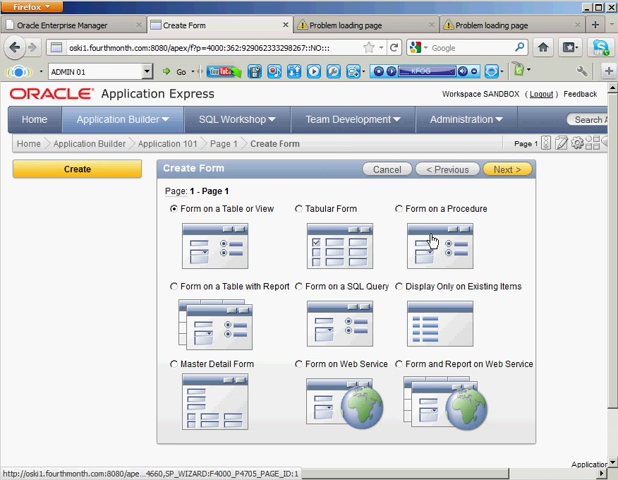 Firefox
Oracle Enterprise Manager
Create Form
Problem loading page
Problem loading page
oski1.fourthmonth.com:8080/apex/f?p=4000:362:929062333298267::NO:::
Google
ADMIN 01
Go
KFOG
ORACLE Application Express
Workspace SANDBOX (Logout) Feedback
Home
Application Builder
SQL Workshop
Team Development
Administration
Search A
Home
Application Builder
Application 101
Page 1
Create Form
Page 1
Create
Create Form
Cancel
< Previous
Next >
Page: 1 - Page 1
Form on a Table or View
Tabular Form
Form on a Procedure
Form on a Table with Report
Form on a SQL Query
Display Only on Existing Items
Master Detail Form
Form on Web Service
Form and Report on Web Service
Application
http://oski1.fourthmonth.com:8080/ape...4660,SP_WIZARD:F4000_P4705_PAGE_ID:1